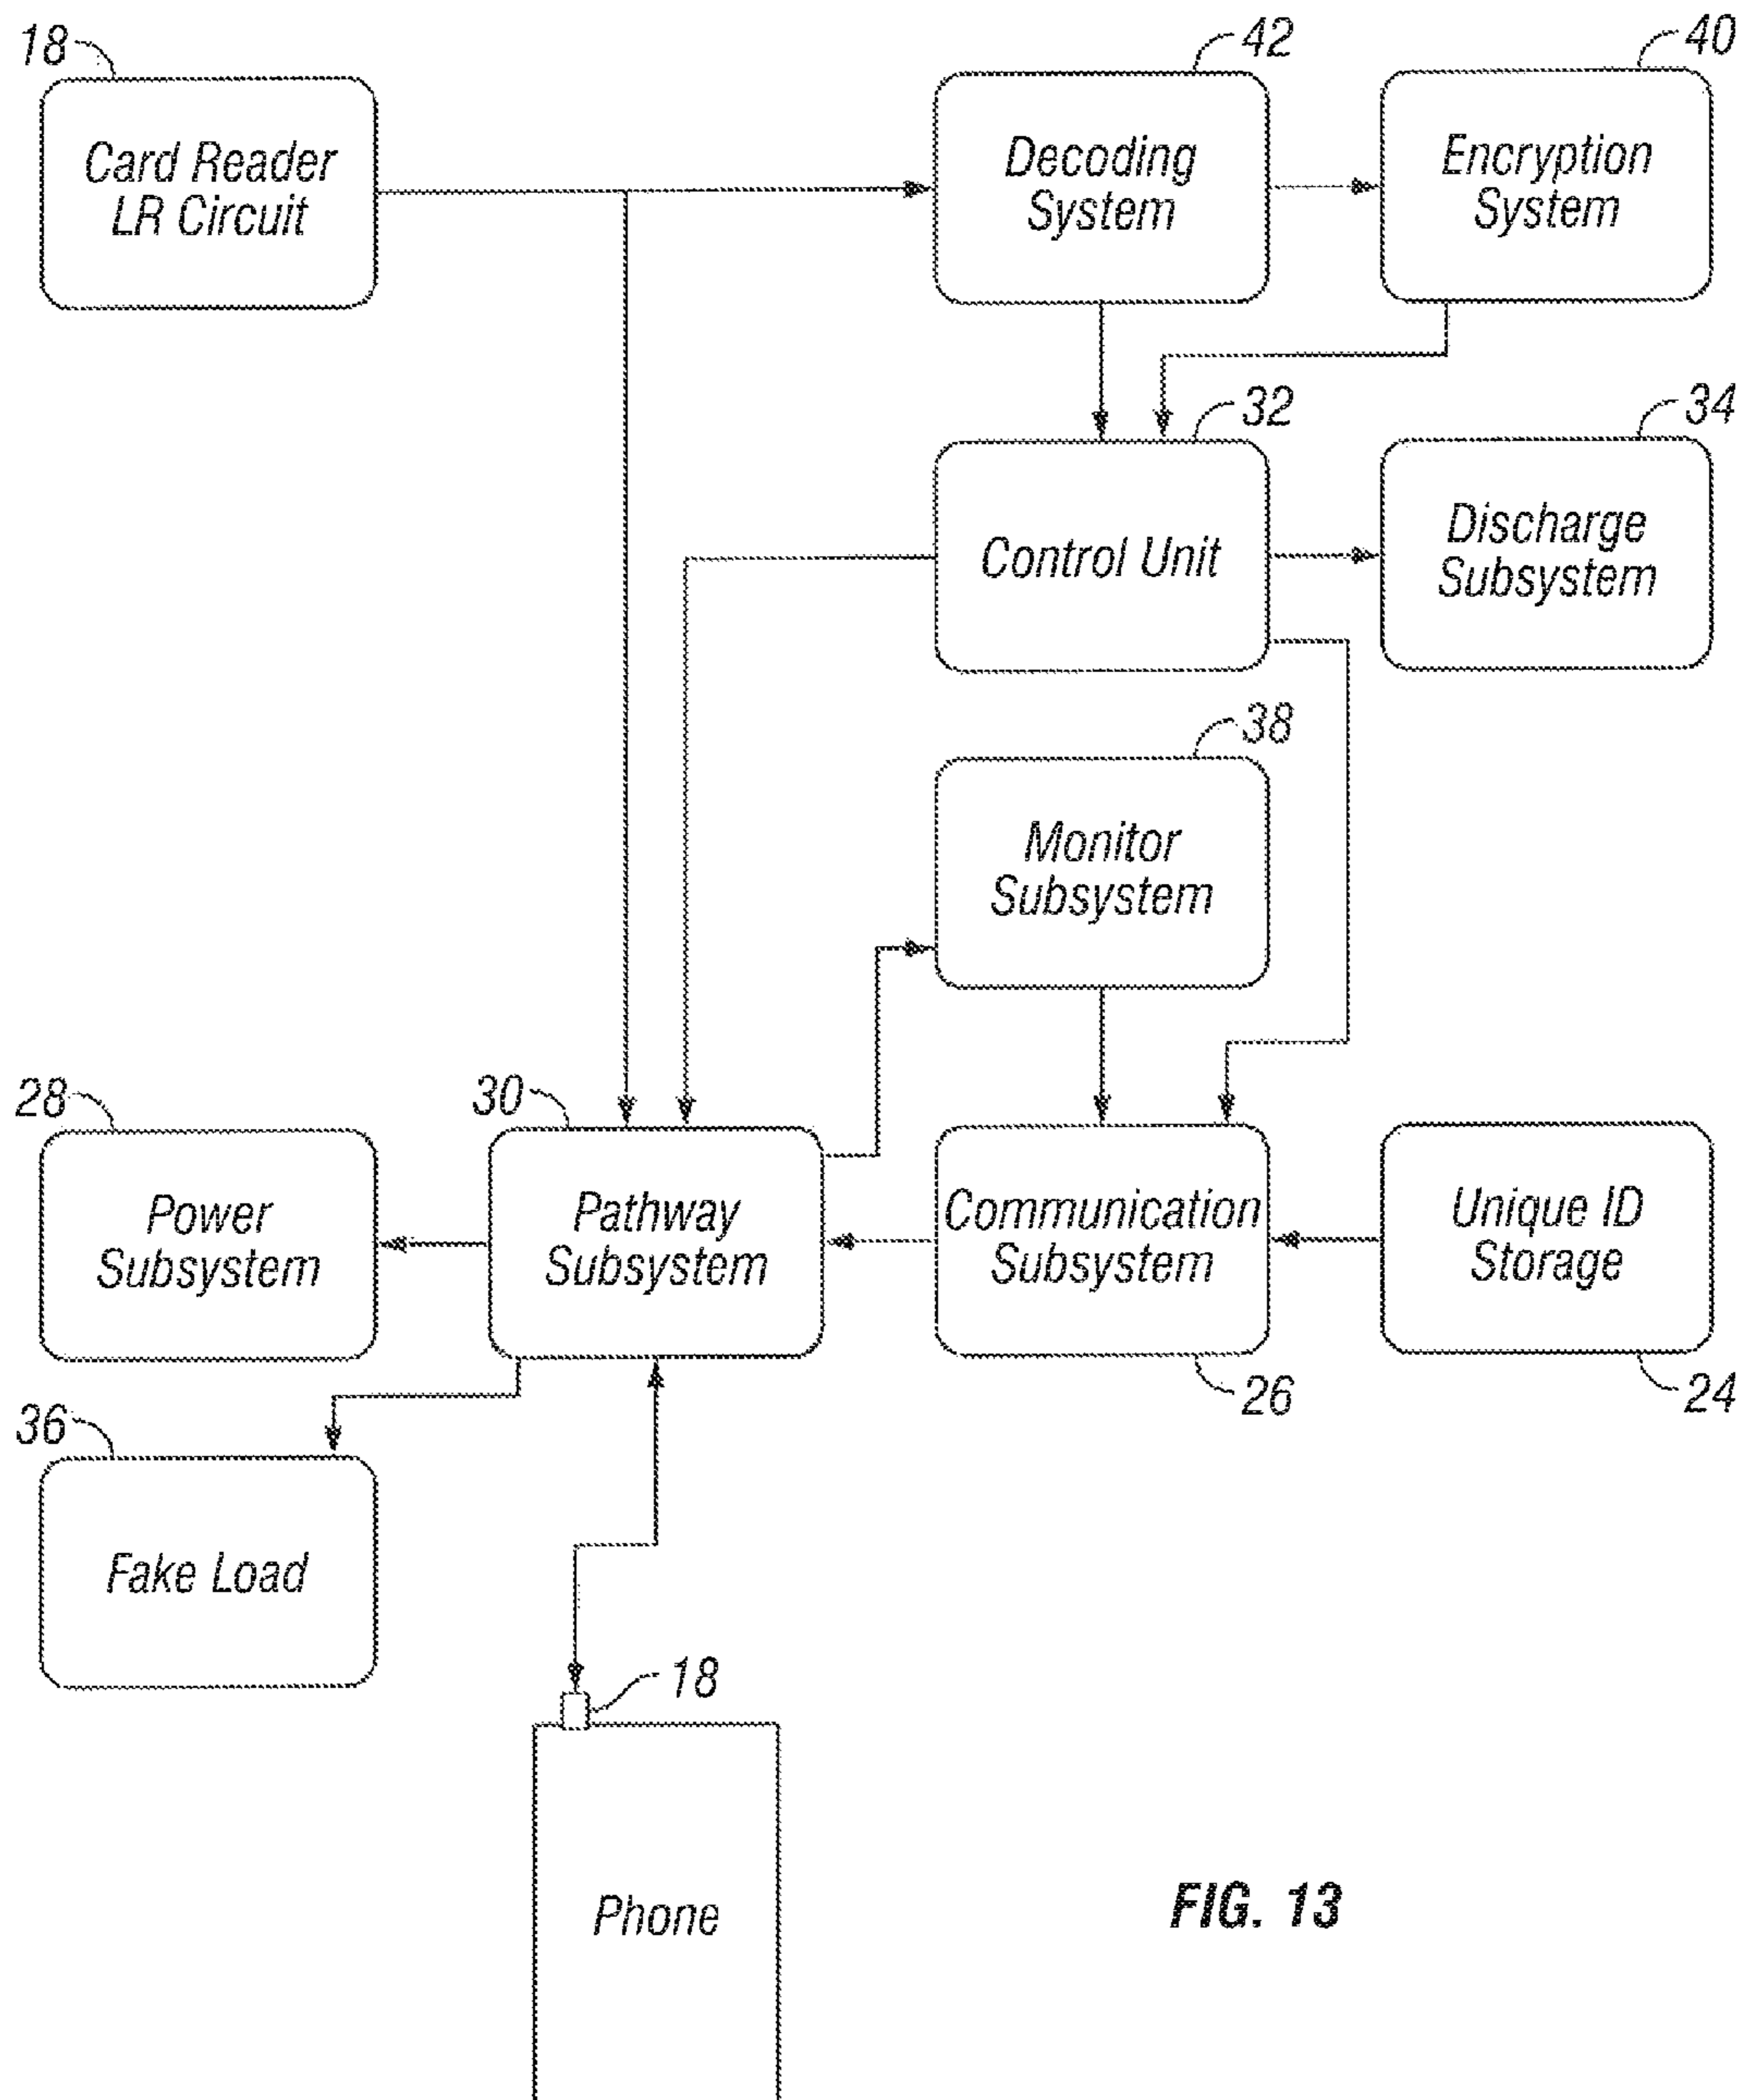 18
42
40
Card Reader
LR Circuit
Decoding
System
Encryption
System
32
34
Control Unit
Discharge
Subsystem
38
Monitor
Subsystem
28
30
Power
Subsystem
Pathway
Subsystem
Communication
Subsystem
Unique ID
Storage
26
24
36
Fake Load
18
Phone
FIG. 13